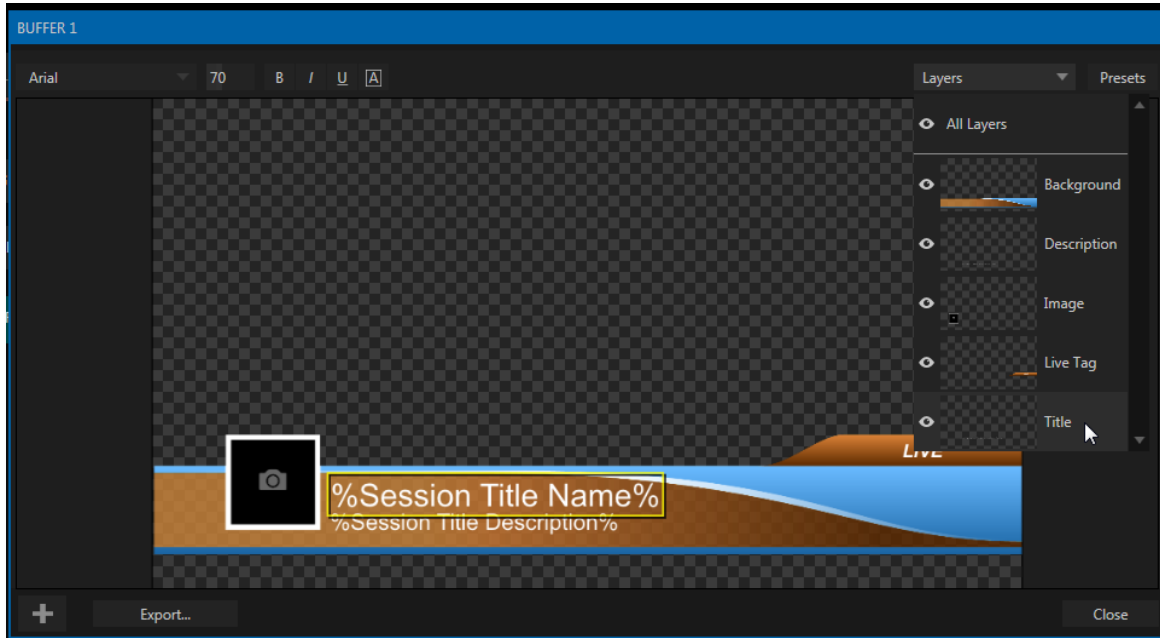 BUFFER 1
Arial 70 B I U A Layers Presets
All Layers
Background
Description
Image
Live Tag
Title
LIVE
%Session Title Name%
%Session Title Description%
Export... Close